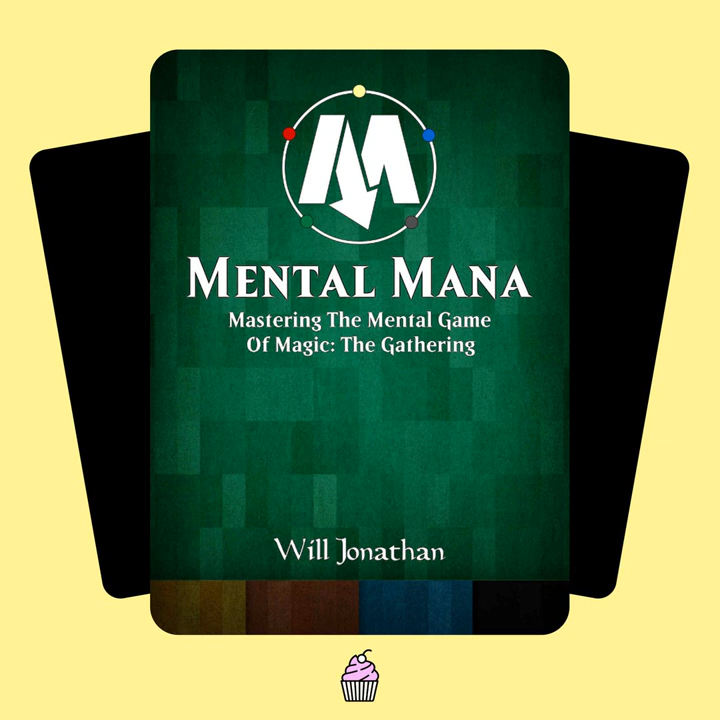 M
Mental Mana
Mastering The Mental Game
Of Magic: The Gathering
Will Jonathan